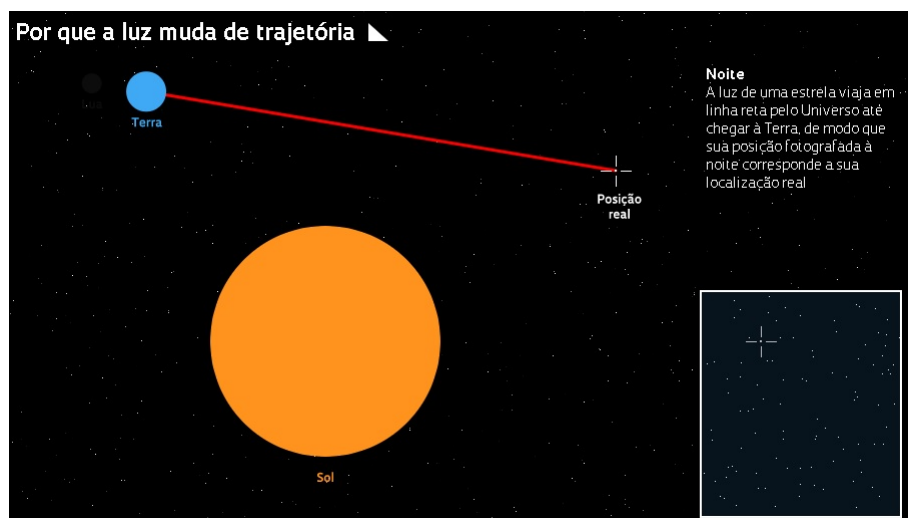 Por que a luz muda de trajetória
Noite
A luz de uma estrela viaja em
linha reta pelo Universo até
chegar à Terra, de modo que
sua posição fotografada à
noite corresponde a sua
localização real
Lua
Terra
Posição
real
Sol